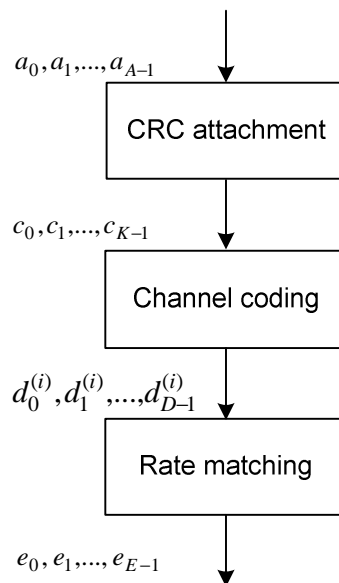 a_0, a_1,..., a_{A−1}
CRC attachment
c_0, c_1,..., c_{K−1}
Channel coding
d_0^{(i)}, d_1^{(i)},..., d_{D−1}^{(i)}
Rate matching
e_0, e_1,..., e_{E−1}